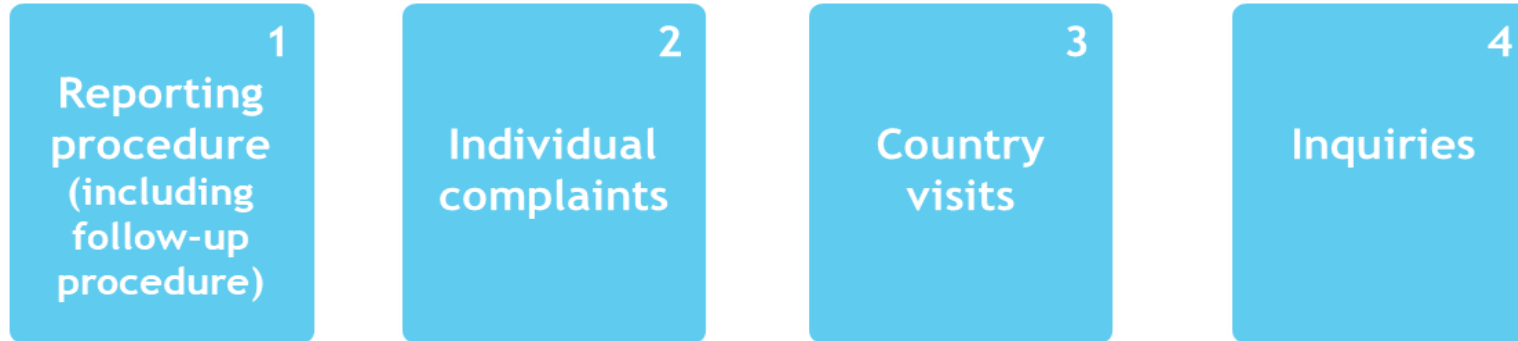 1
Reporting
procedure
(including
follow-up
procedure)
2
Individual
complaints
3
Country
visits
4
Inquiries